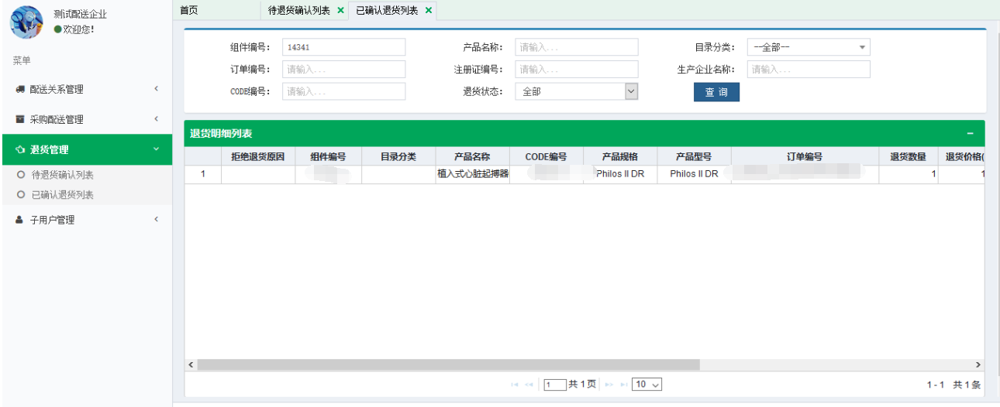 测试配送企业
欢迎您!
菜单
配送关系管理
采购配送管理
退货管理
待退货确认列表
已确认退货列表
子用户管理
首页 待退货确认列表 × 已确认退货列表 ×
组件编号: 14341 产品名称: 请输入... 目录分类: --全部--
订单编号: 请输入... 注册证编号: 请输入... 生产企业名称: 请输入...
CODE编号: 请输入... 退货状态: 全部 查 询
退货明细列表
拒绝退货原因 组件编号 目录分类 产品名称 CODE编号 产品规格 产品型号 订单编号 退货数量 退货价格(
1 植入式心脏起搏器 Philos II DR Philos II DR 1 1
1 共 1 页 10 1 - 1 共 1 条